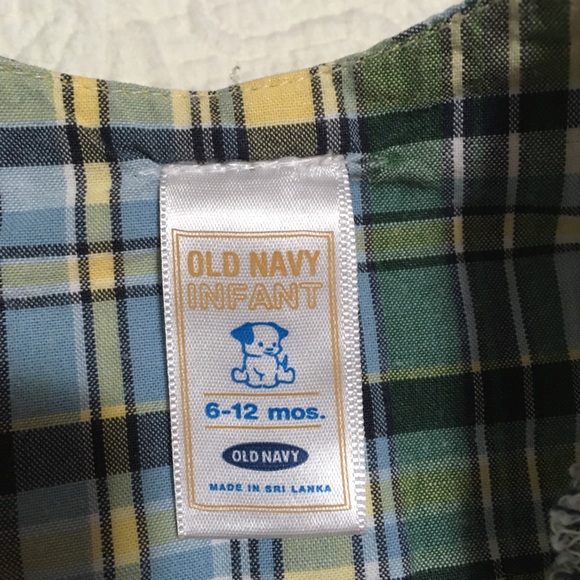 OLD NAVY
INFANT
6-12 mos.
OLD NAVY
MADE IN SRI LANKA